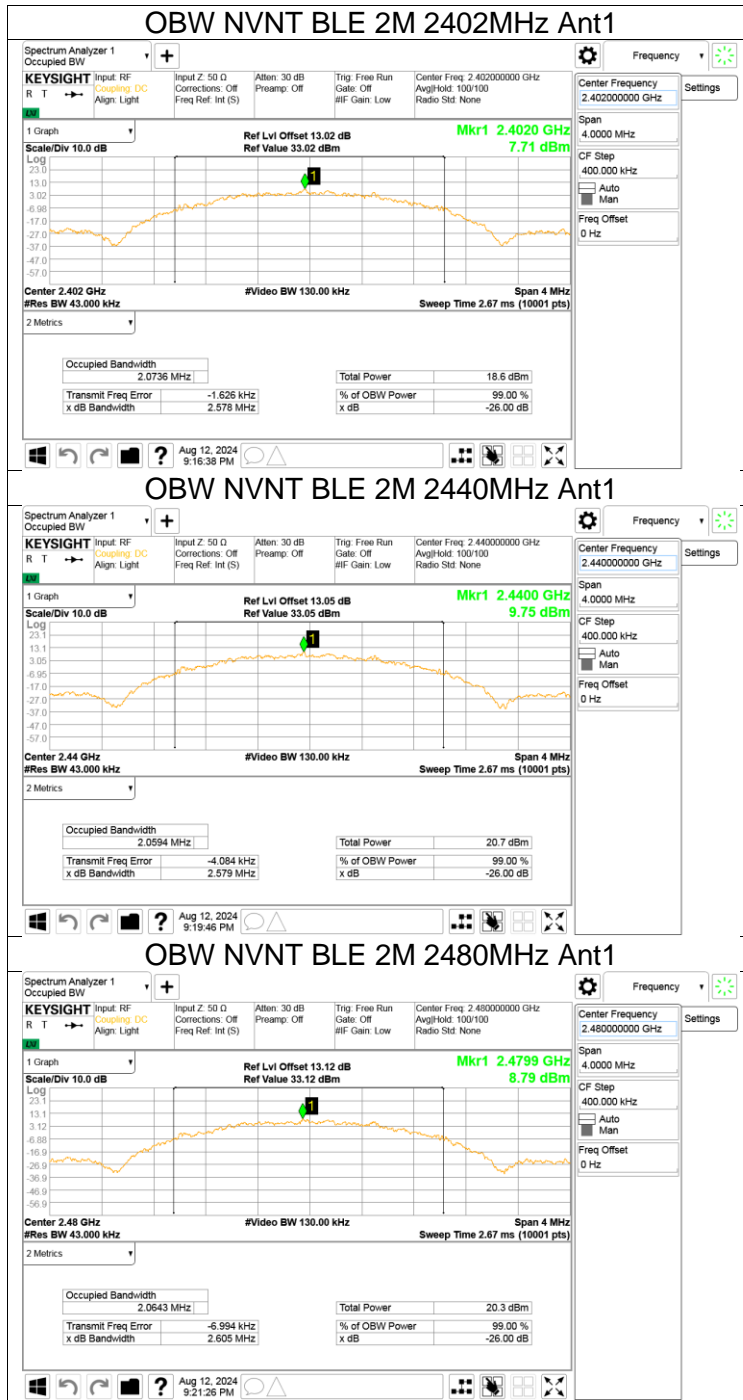 OBW NVNT BLE 2M 2402MHz Ant1
Spectrum Analyzer 1
Occupied BW
Frequency
KEYSIGHT Input: RF Input Z: 50 Ω Atten: 30 dB Trig: Free Run Center Freq: 2.402000000 GHz
R T Coupling: DC Corrections: Off Preamp: Off Gate: Off Avg|Hold: 100/100
Align: Light Freq Ref: Int (S) #IF Gain: Low Radio Std: None
Center Frequency
2.402000000 GHz
Settings
Span
4.0000 MHz
CF Step
400.000 kHz
Auto
Man
Freq Offset
0 Hz
1 Graph
Ref Lvl Offset 13.02 dB Mkr1 2.4020 GHz
Scale/Div 10.0 dB Ref Value 33.02 dBm 7.71 dBm
Log
1
23.0
13.0
3.02
-6.98
-17.0
-27.0
-37.0
-47.0
-57.0
Center 2.402 GHz #Video BW 130.00 kHz Span 4 MHz
#Res BW 43.000 kHz Sweep Time 2.67 ms (10001 pts)
2 Metrics
Occupied Bandwidth
2.0736 MHz Total Power 18.6 dBm
Transmit Freq Error -1.626 kHz % of OBW Power 99.00 %
x dB Bandwidth 2.578 MHz x dB -26.00 dB
? Aug 12, 2024
9:16:38 PM
OBW NVNT BLE 2M 2440MHz Ant1
Spectrum Analyzer 1
Occupied BW
Frequency
KEYSIGHT Input: RF Input Z: 50 Ω Atten: 30 dB Trig: Free Run Center Freq: 2.440000000 GHz
R T Coupling: DC Corrections: Off Preamp: Off Gate: Off Avg|Hold: 100/100
Align: Light Freq Ref: Int (S) #IF Gain: Low Radio Std: None
Center Frequency
2.440000000 GHz
Settings
Span
4.0000 MHz
CF Step
400.000 kHz
Auto
Man
Freq Offset
0 Hz
1 Graph
Ref Lvl Offset 13.05 dB Mkr1 2.4400 GHz
Scale/Div 10.0 dB Ref Value 33.05 dBm 9.75 dBm
Log
1
23.1
13.1
3.05
-6.95
-17.0
-27.0
-37.0
-47.0
-57.0
Center 2.44 GHz #Video BW 130.00 kHz Span 4 MHz
#Res BW 43.000 kHz Sweep Time 2.67 ms (10001 pts)
2 Metrics
Occupied Bandwidth
2.0594 MHz Total Power 20.7 dBm
Transmit Freq Error -4.084 kHz % of OBW Power 99.00 %
x dB Bandwidth 2.579 MHz x dB -26.00 dB
? Aug 12, 2024
9:19:46 PM
OBW NVNT BLE 2M 2480MHz Ant1
Spectrum Analyzer 1
Occupied BW
Frequency
KEYSIGHT Input: RF Input Z: 50 Ω Atten: 30 dB Trig: Free Run Center Freq: 2.480000000 GHz
R T Coupling: DC Corrections: Off Preamp: Off Gate: Off Avg|Hold: 100/100
Align: Light Freq Ref: Int (S) #IF Gain: Low Radio Std: None
Center Frequency
2.480000000 GHz
Settings
Span
4.0000 MHz
CF Step
400.000 kHz
Auto
Man
Freq Offset
0 Hz
1 Graph
Ref Lvl Offset 13.12 dB Mkr1 2.4799 GHz
Scale/Div 10.0 dB Ref Value 33.12 dBm 8.79 dBm
Log
1
23.1
13.1
3.12
-6.88
-16.9
-26.9
-36.9
-46.9
-56.9
Center 2.48 GHz #Video BW 130.00 kHz Span 4 MHz
#Res BW 43.000 kHz Sweep Time 2.67 ms (10001 pts)
2 Metrics
Occupied Bandwidth
2.0643 MHz Total Power 20.3 dBm
Transmit Freq Error -6.994 kHz % of OBW Power 99.00 %
x dB Bandwidth 2.605 MHz x dB -26.00 dB
? Aug 12, 2024
9:21:26 PM